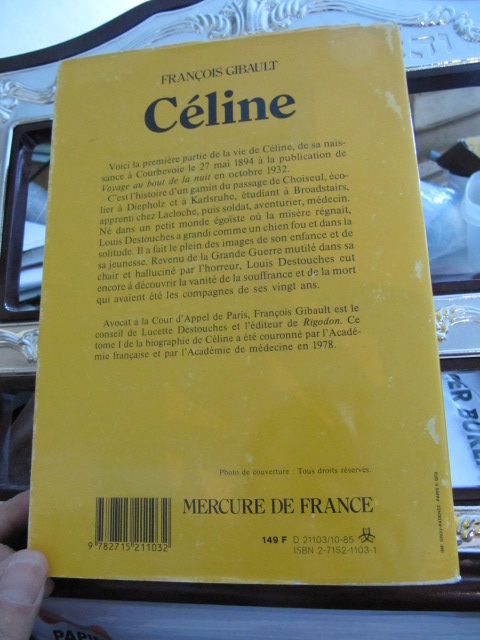 FRANÇOIS GIBAULT
Céline
Voici la première partie de la vie de Céline, de sa nais-
sance à Courbevoie le 27 mai 1894 à la publication de
Voyage au bout de la nuit en octobre 1932.
C'est l'histoire d'un gamin du passage de Choiseul, éco-
lier à Diepholz et à Karlsruhe, étudiant à Broadstairs,
apprenti chez Lacloche, puis soldat, aventurier, médecin.
Né dans un petit monde égoïste où la misère régnait,
Louis Destouches a grandi comme un chien fou et dans la
solitude. Il a fait le plein des images de son enfance et de
sa jeunesse. Revenu de la Grande Guerre mutilé dans sa
chair et halluciné par l'horreur, Louis Destouches eut
encore à découvrir la vanité de la souffrance et de la mort
qui avaient été les compagnes de ses vingt ans.
Avocat à la Cour d'Appel de Paris, François Gibault est le
conseil de Lucette Destouches et l'éditeur de Rigodon. Ce
tome I de la biographie de Céline a été couronné par l'Acadé-
mie française et par l'Académie de médecine en 1978.
Photo de couverture : Tous droits réservés.
MERCURE DE FRANCE
9 782715 211032
149 F D 21103/10-85
ISBN 2-7152-1103-1